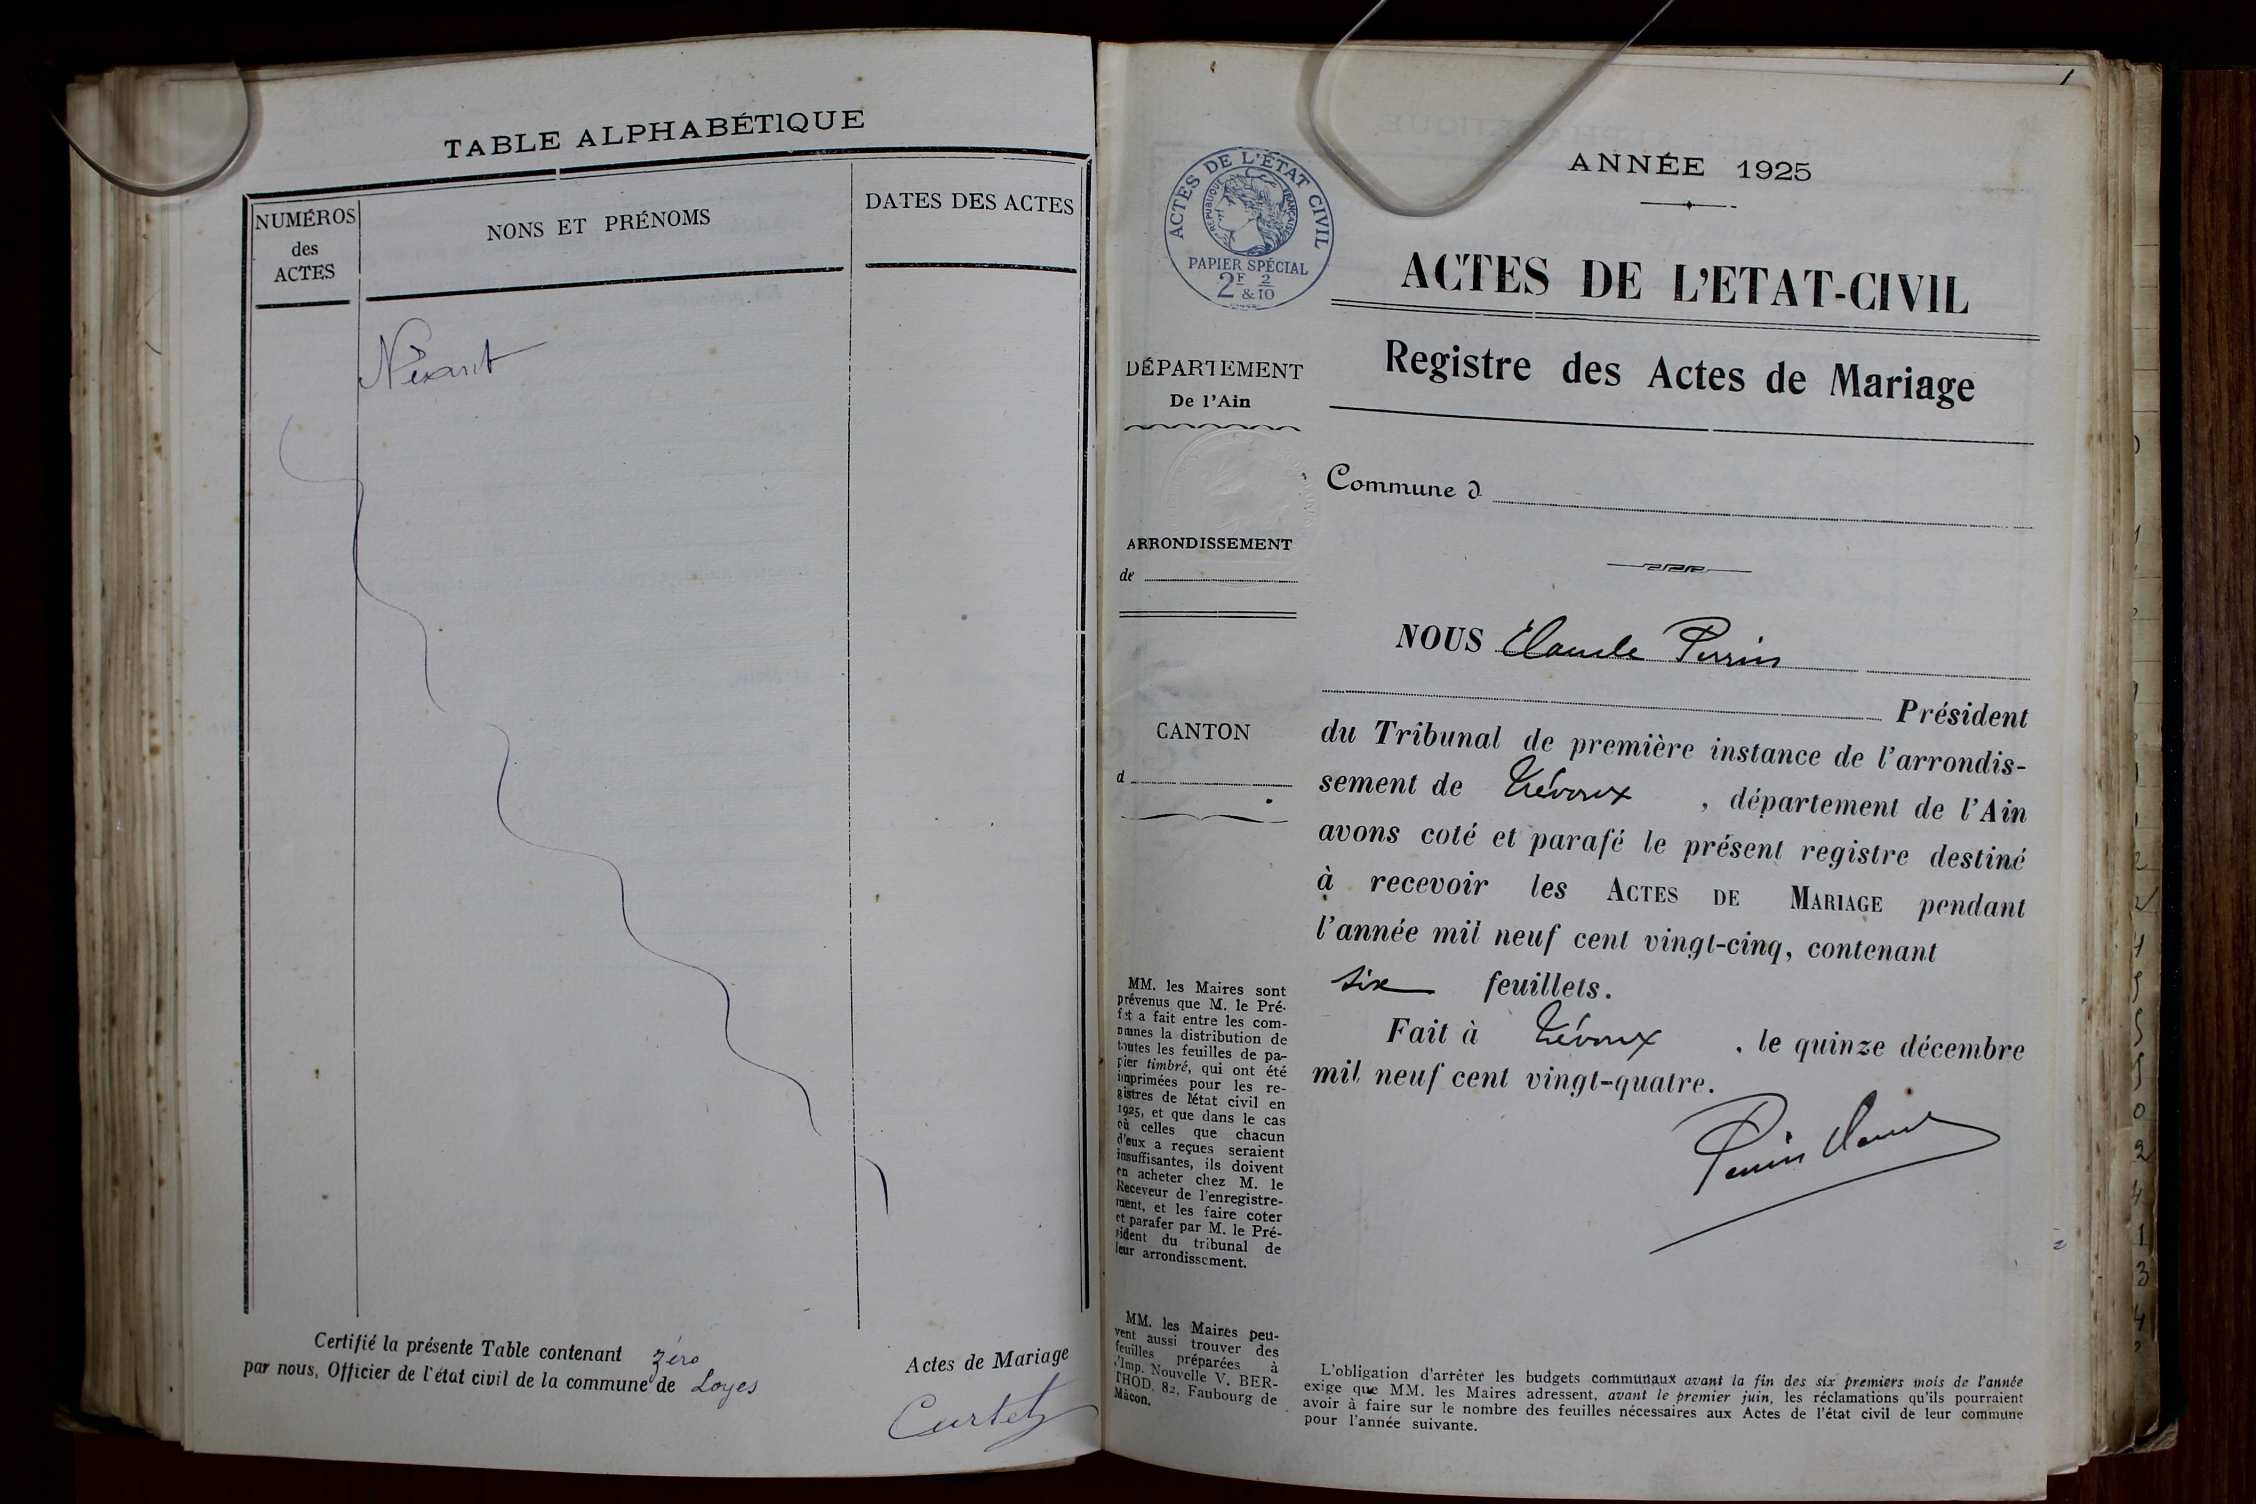 TABLE ALPHABÉTIQUE
NUMÉROS
des
ACTES
NONS ET PRÉNOMS
DATES DES ACTES
Néant
Certifié la présente Table contenant zéro Actes de Mariage
par nous, Officier de l'état civil de la commune de Loyes
Curtet
1
ANNÉE 1925
ACTES DE L'ÉTAT CIVIL
RÉPUBLIQUE FRANÇAISE
PAPIER SPÉCIAL
2F & 2/10
ACTES DE L'ETAT-CIVIL
Registre des Actes de Mariage
DÉPARTEMENT
De l'Ain
Commune d
ARRONDISSEMENT
de
CANTON
d
NOUS Claude Perrin
Président
du Tribunal de première instance de l'arrondis-
sement de Trévoux , département de l'Ain
avons coté et parafé le présent registre destiné
à recevoir les ACTES DE MARIAGE pendant
l'année mil neuf cent vingt-cinq, contenant
six feuillets.
Fait à Trévoux , le quinze décembre
mil neuf cent vingt-quatre.
Perrin Claude
MM. les Maires sont
prévenus que M. le Pré-
fet a fait entre les com-
munes la distribution de
toutes les feuilles de pa-
pier timbré, qui ont été
imprimées pour les re-
gistres de l'état civil en
1925, et que dans le cas
où celles que chacun
d'eux a reçues seraient
insuffisantes, ils doivent
en acheter chez M. le
Receveur de l'enregistre-
ment, et les faire coter
et parafer par M. le Pré-
sident du tribunal de
leur arrondissement.
MM. les Maires peu-
vent aussi trouver des
feuilles préparées à
l'Imp. Nouvelle V. BER-
THOD, 82, Faubourg de
Mâcon.
L'obligation d'arrêter les budgets communaux avant la fin des six premiers mois de l'année
exige que MM. les Maires adressent, avant le premier juin, les réclamations qu'ils pourraient
avoir à faire sur le nombre des feuilles nécessaires aux Actes de l'état civil de leur commune
pour l'année suivante.